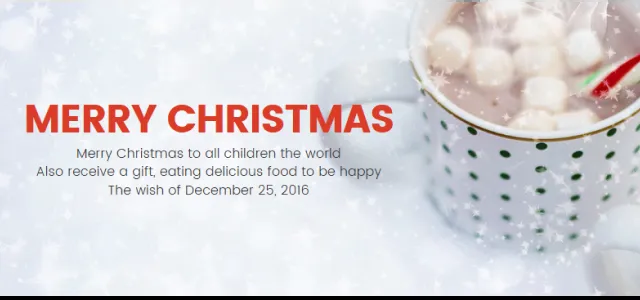 MERRY CHRISTMAS
Merry Christmas to all children the world
Also receive a gift, eating delicious food to be happy
The wish of December 25, 2016